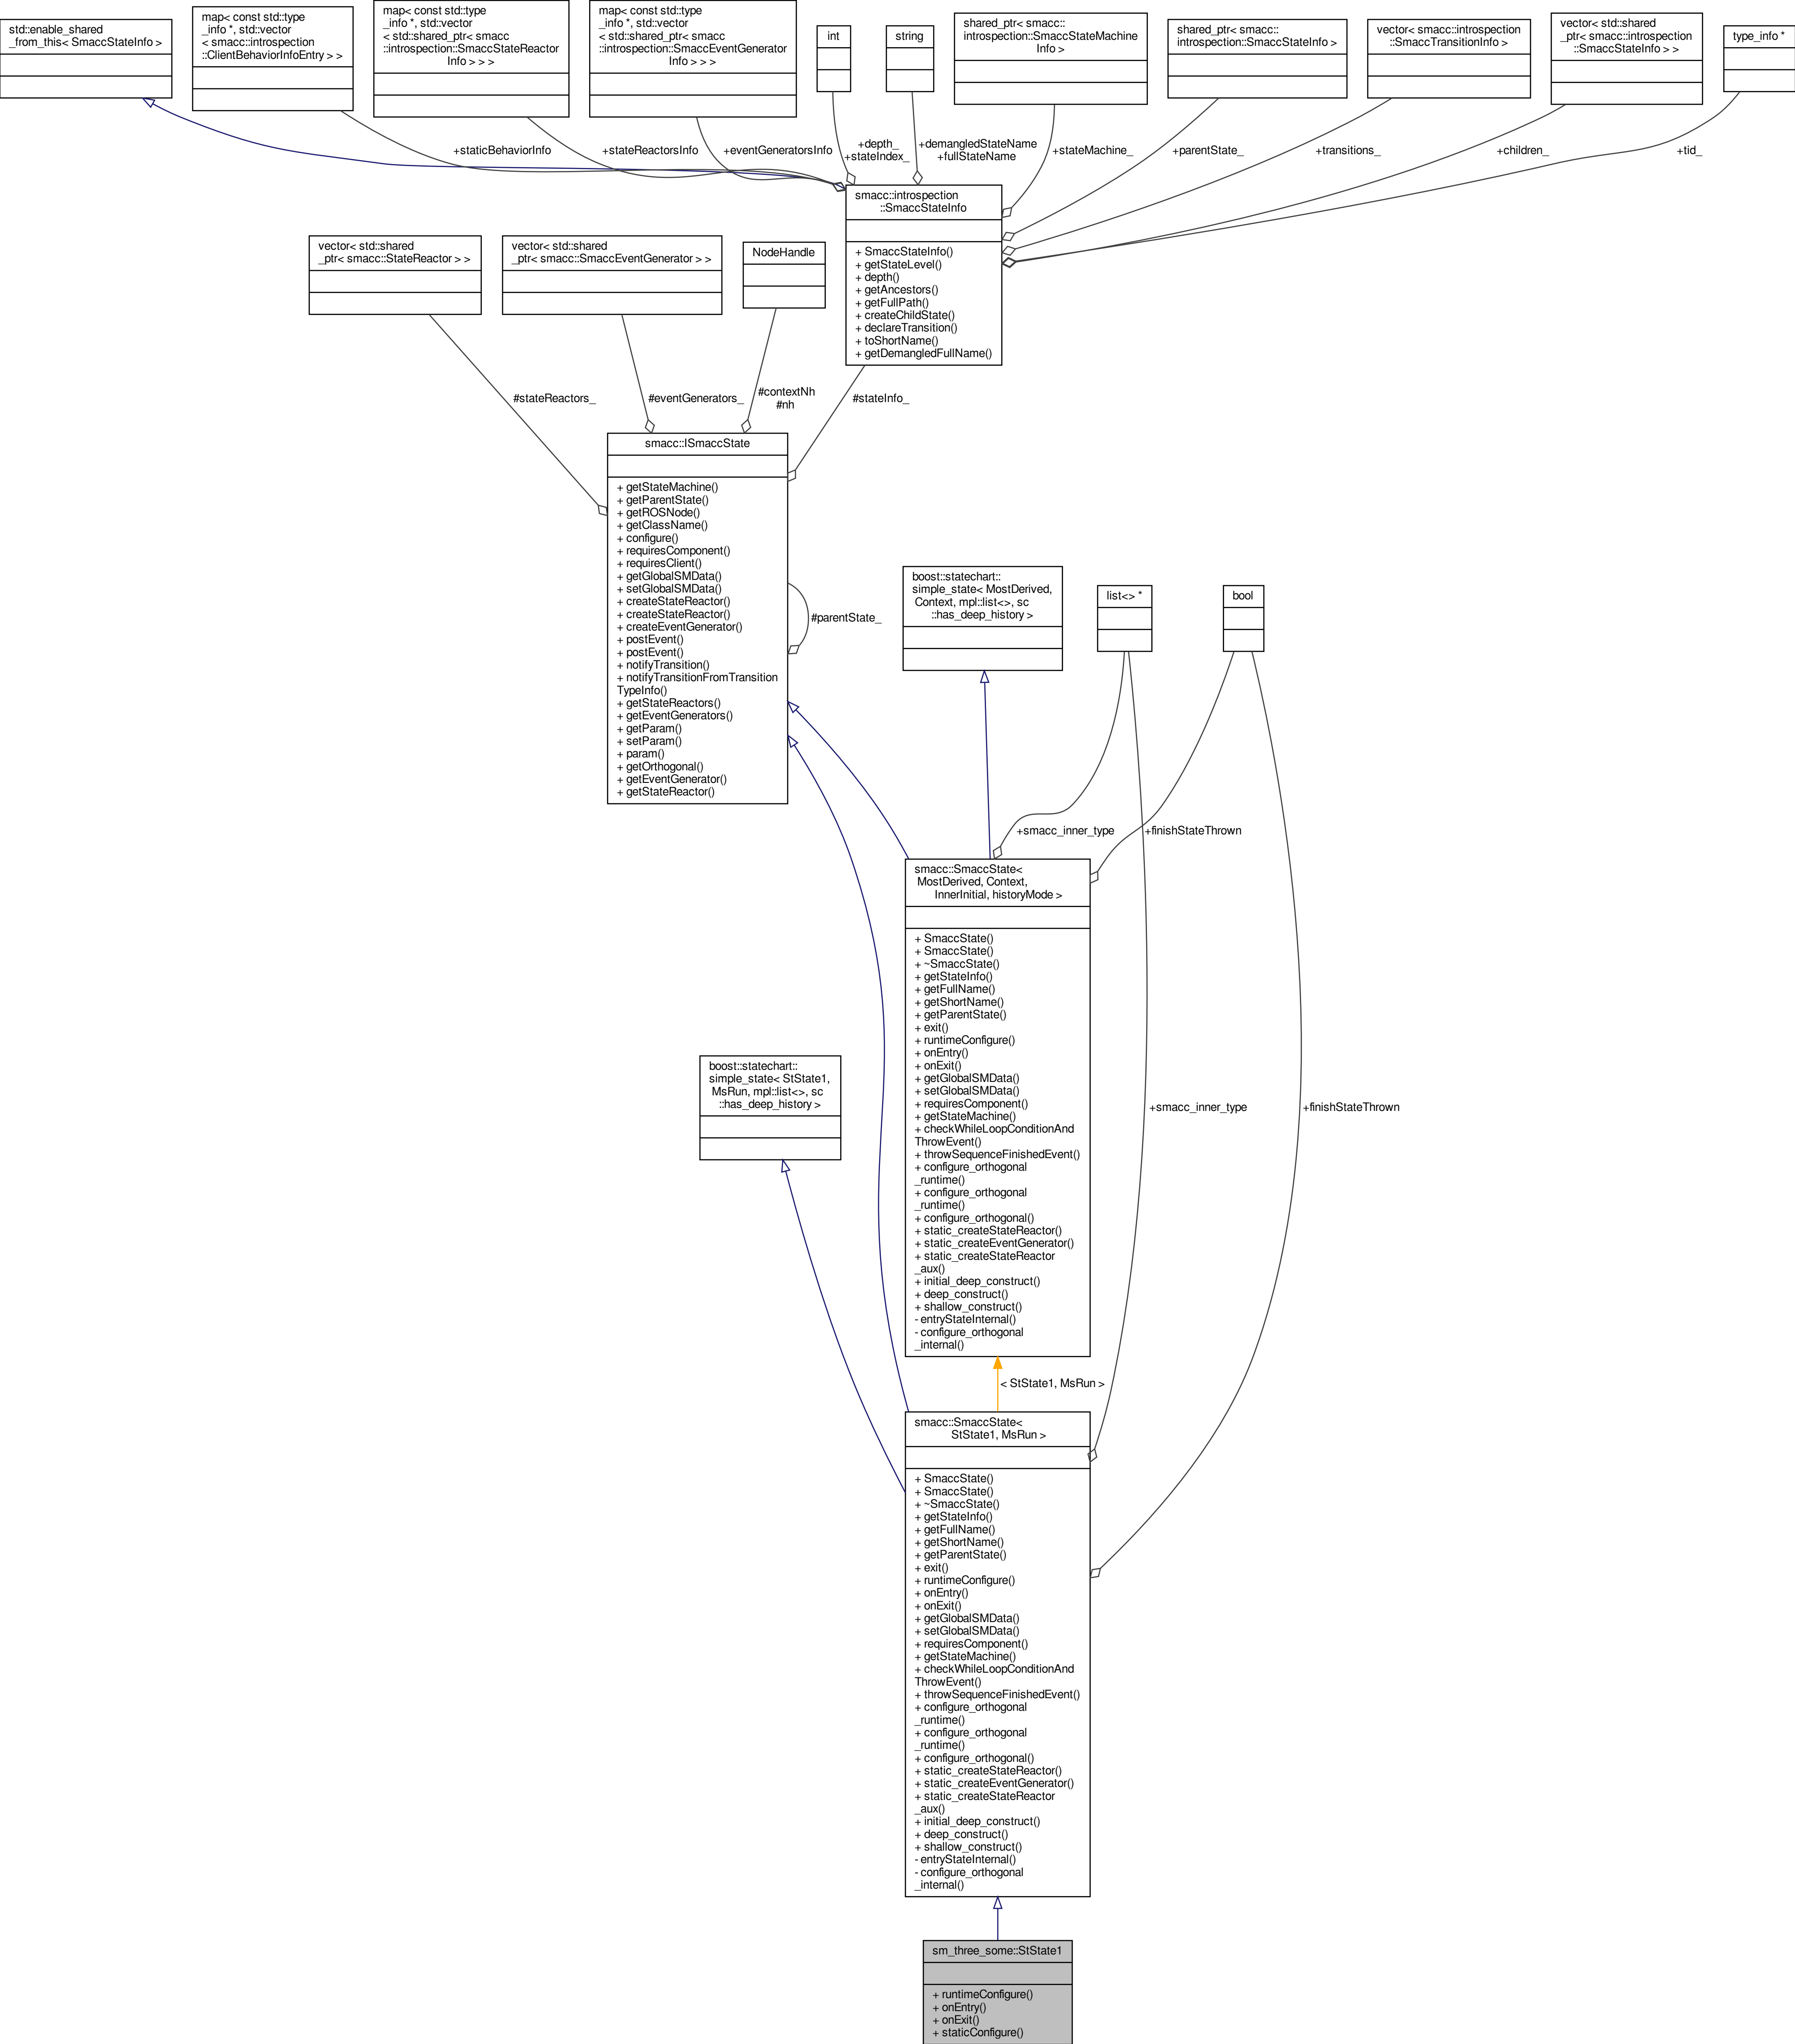 std::enable_shared
_from_this< SmaccStateInfo >
map< const std::type
_info *, std::vector
< smacc::introspection
::ClientBehaviorInfoEntry > >
map< const std::type
_info *, std::vector
< std::shared_ptr< smacc
::introspection::SmaccStateReactor
Info > > >
map< const std::type
_info *, std::vector
< std::shared_ptr< smacc
::introspection::SmaccEventGenerator
Info > > >
int
string
shared_ptr< smacc::
introspection::SmaccStateMachine
Info >
shared_ptr< smacc::
introspection::SmaccStateInfo >
vector< smacc::introspection
::SmaccTransitionInfo >
vector< std::shared
_ptr< smacc::introspection
::SmaccStateInfo > >
type_info *
+staticBehaviorInfo
+stateReactorsInfo
+eventGeneratorsInfo
+depth_
+stateIndex_
+demangledStateName
+fullStateName
+stateMachine_
+parentState_
+transitions_
+children_
+tid_
smacc::introspection
::SmaccStateInfo
+ SmaccStateInfo()
+ getStateLevel()
+ depth()
+ getAncestors()
+ getFullPath()
+ createChildState()
+ declareTransition()
+ toShortName()
+ getDemangledFullName()
vector< std::shared
_ptr< smacc::StateReactor > >
vector< std::shared
_ptr< smacc::SmaccEventGenerator > >
NodeHandle
#stateReactors_
#eventGenerators_
#contextNh
#nh
#stateInfo_
smacc::ISmaccState
+ getStateMachine()
+ getParentState()
+ getROSNode()
+ getClassName()
+ configure()
+ requiresComponent()
+ requiresClient()
+ getGlobalSMData()
+ setGlobalSMData()
+ createStateReactor()
+ createStateReactor()
+ createEventGenerator()
+ postEvent()
+ postEvent()
+ notifyTransition()
+ notifyTransitionFromTransition
TypeInfo()
+ getStateReactors()
+ getEventGenerators()
+ getParam()
+ setParam()
+ param()
+ getOrthogonal()
+ getEventGenerator()
+ getStateReactor()
#parentState_
boost::statechart::
simple_state< MostDerived,
Context, mpl::list<>, sc
::has_deep_history >
list<> *
bool
+smacc_inner_type
+finishStateThrown
smacc::SmaccState<
MostDerived, Context,
InnerInitial, historyMode >
+ SmaccState()
+ SmaccState()
+ ~SmaccState()
+ getStateInfo()
+ getFullName()
+ getShortName()
+ getParentState()
+ exit()
+ runtimeConfigure()
+ onEntry()
+ onExit()
+ getGlobalSMData()
+ setGlobalSMData()
+ requiresComponent()
+ getStateMachine()
+ checkWhileLoopConditionAnd
ThrowEvent()
+ throwSequenceFinishedEvent()
+ configure_orthogonal
_runtime()
+ configure_orthogonal
_runtime()
+ configure_orthogonal()
+ static_createStateReactor()
+ static_createEventGenerator()
+ static_createStateReactor
_aux()
+ initial_deep_construct()
+ deep_construct()
+ shallow_construct()
- entryStateInternal()
- configure_orthogonal
_internal()
boost::statechart::
simple_state< StState1,
MsRun, mpl::list<>, sc
::has_deep_history >
+smacc_inner_type
+finishStateThrown
< StState1, MsRun >
smacc::SmaccState<
StState1, MsRun >
+ SmaccState()
+ SmaccState()
+ ~SmaccState()
+ getStateInfo()
+ getFullName()
+ getShortName()
+ getParentState()
+ exit()
+ runtimeConfigure()
+ onEntry()
+ onExit()
+ getGlobalSMData()
+ setGlobalSMData()
+ requiresComponent()
+ getStateMachine()
+ checkWhileLoopConditionAnd
ThrowEvent()
+ throwSequenceFinishedEvent()
+ configure_orthogonal
_runtime()
+ configure_orthogonal
_runtime()
+ configure_orthogonal()
+ static_createStateReactor()
+ static_createEventGenerator()
+ static_createStateReactor
_aux()
+ initial_deep_construct()
+ deep_construct()
+ shallow_construct()
- entryStateInternal()
- configure_orthogonal
_internal()
sm_three_some::StState1
+ runtimeConfigure()
+ onEntry()
+ onExit()
+ staticConfigure()